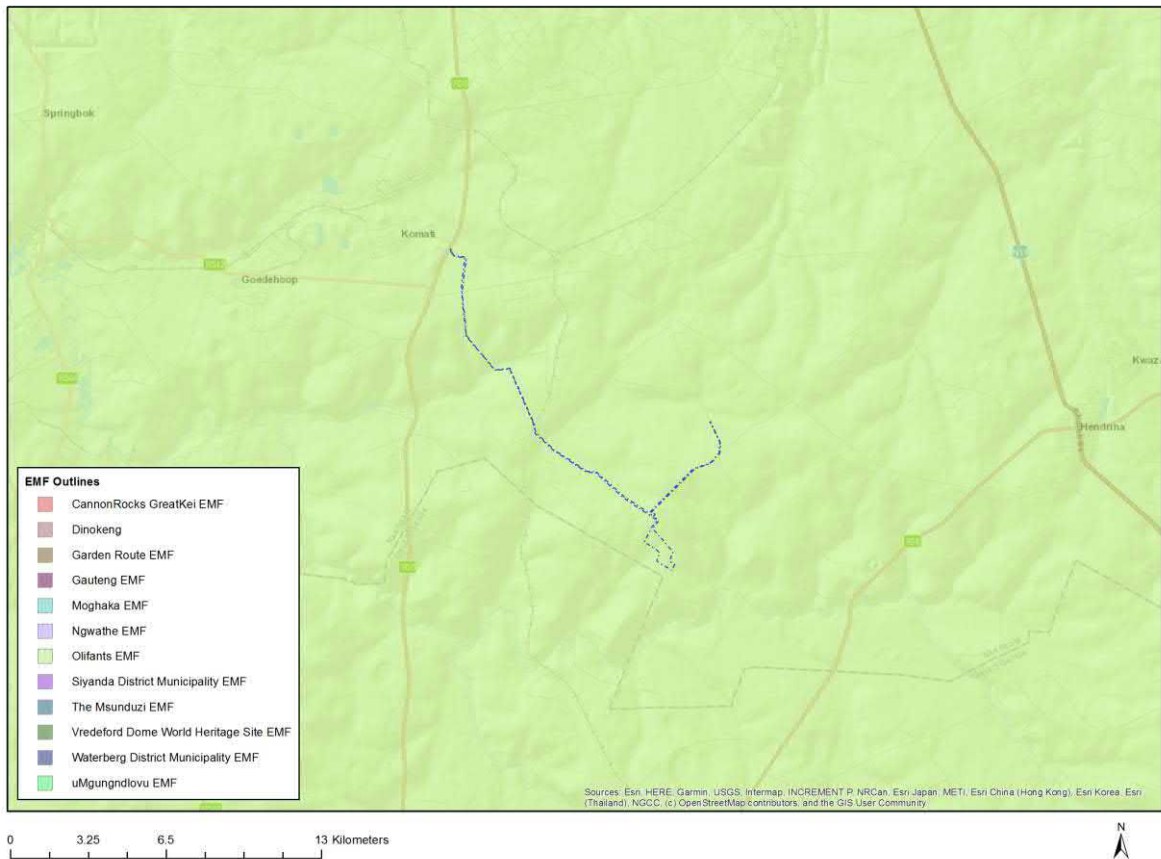 Springbok
Komati
Goedehoop
Kwaz
Hendrina
EMF Outlines
CannonRocks GreatKei EMF
Dinokeng
Garden Route EMF
Gauteng EMF
Moghaka EMF
Ngwathe EMF
Olifants EMF
Siyanda District Municipality EMF
The Msunduzi EMF
Vredeford Dome World Heritage Site EMF
Waterberg District Municipality EMF
uMgungndlovu EMF
Sources: Esri, HERE, Garmin, USGS, Intermap, INCREMENT P, NRCan, Esri Japan, METI, Esri China (Hong Kong), Esri Korea, Esri
(Thailand), NGCC, (c) OpenStreetMap contributors, and the GIS User Community
N
0 3.25 6.5 13 Kilometers